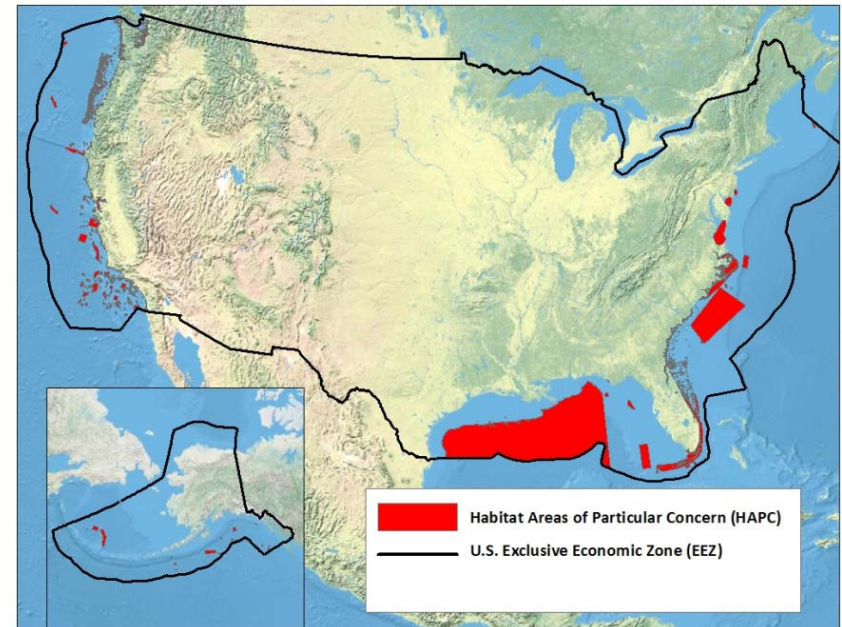 Habitat Areas of Particular Concern (HAPC)
U.S. Exclusive Economic Zone (EEZ)